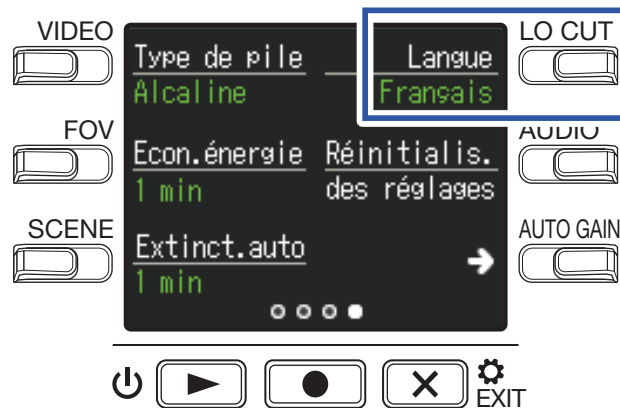 VIDEO
LO CUT
Type de pile
Langue
Alcaline
Français
FOV
AUDIO
Econ.énergie
Réinitialis.
1 min
des réglages
SCENE
AUTO GAIN
Extinct.auto
1 min
EXIT